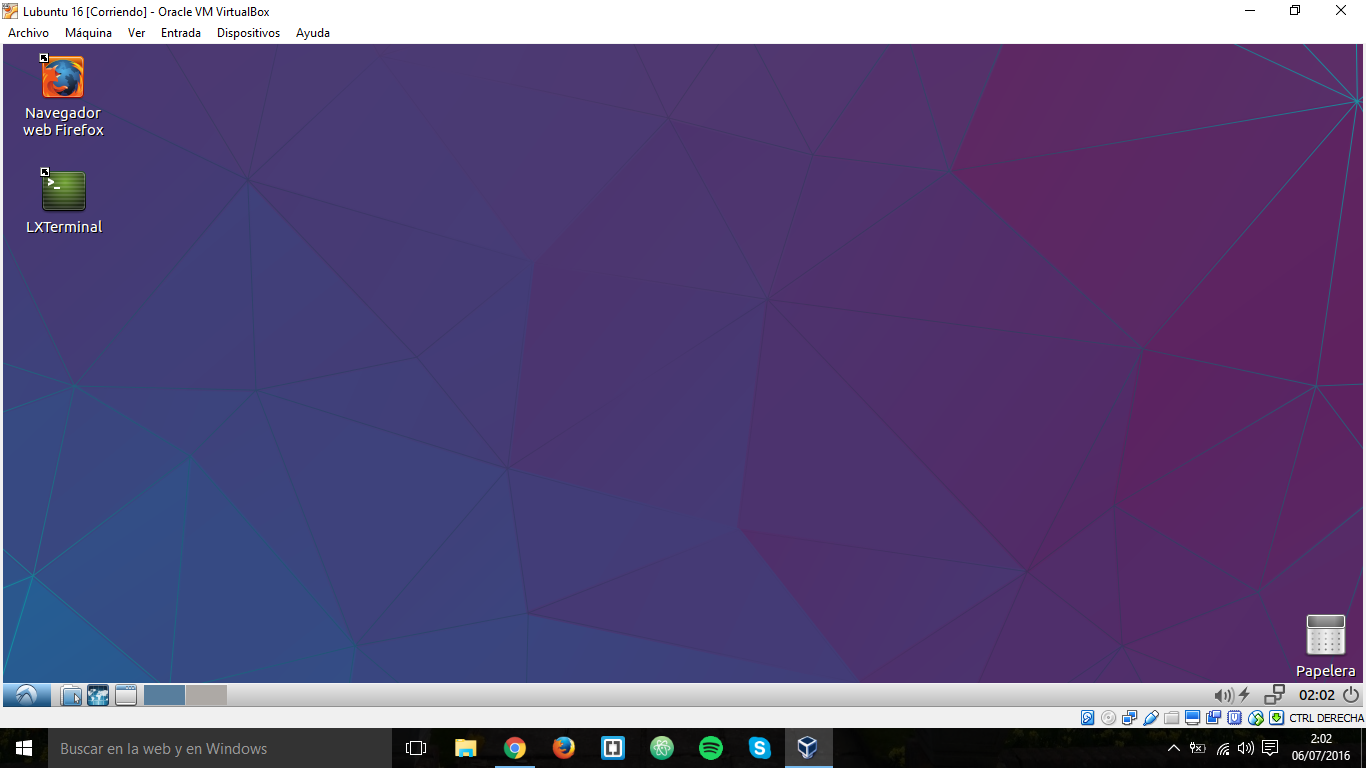 Lubuntu 16 [Corriendo] - Oracle VM VirtualBox
Archivo Máquina Ver Entrada Dispositivos Ayuda
Navegador
web Firefox
LXTerminal
Papelera
02:02
CTRL DERECHA
Buscar en la web y en Windows
2:02
06/07/2016